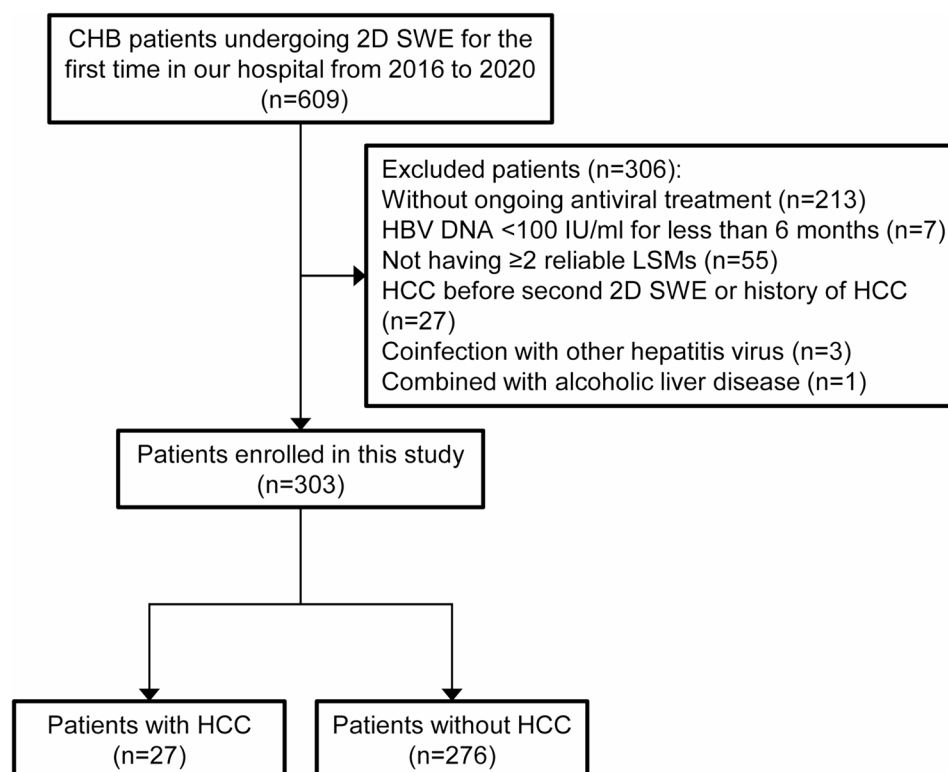 CHB patients undergoing 2D SWE for the
first time in our hospital from 2016 to 2020
(n=609)
Excluded patients (n=306):
Without ongoing antiviral treatment (n=213)
HBV DNA <100 IU/ml for less than 6 months (n=7)
Not having ≥2 reliable LSMs (n=55)
HCC before second 2D SWE or history of HCC
(n=27)
Coinfection with other hepatitis virus (n=3)
Combined with alcoholic liver disease (n=1)
Patients enrolled in this study
(n=303)
Patients with HCC
(n=27)
Patients without HCC
(n=276)